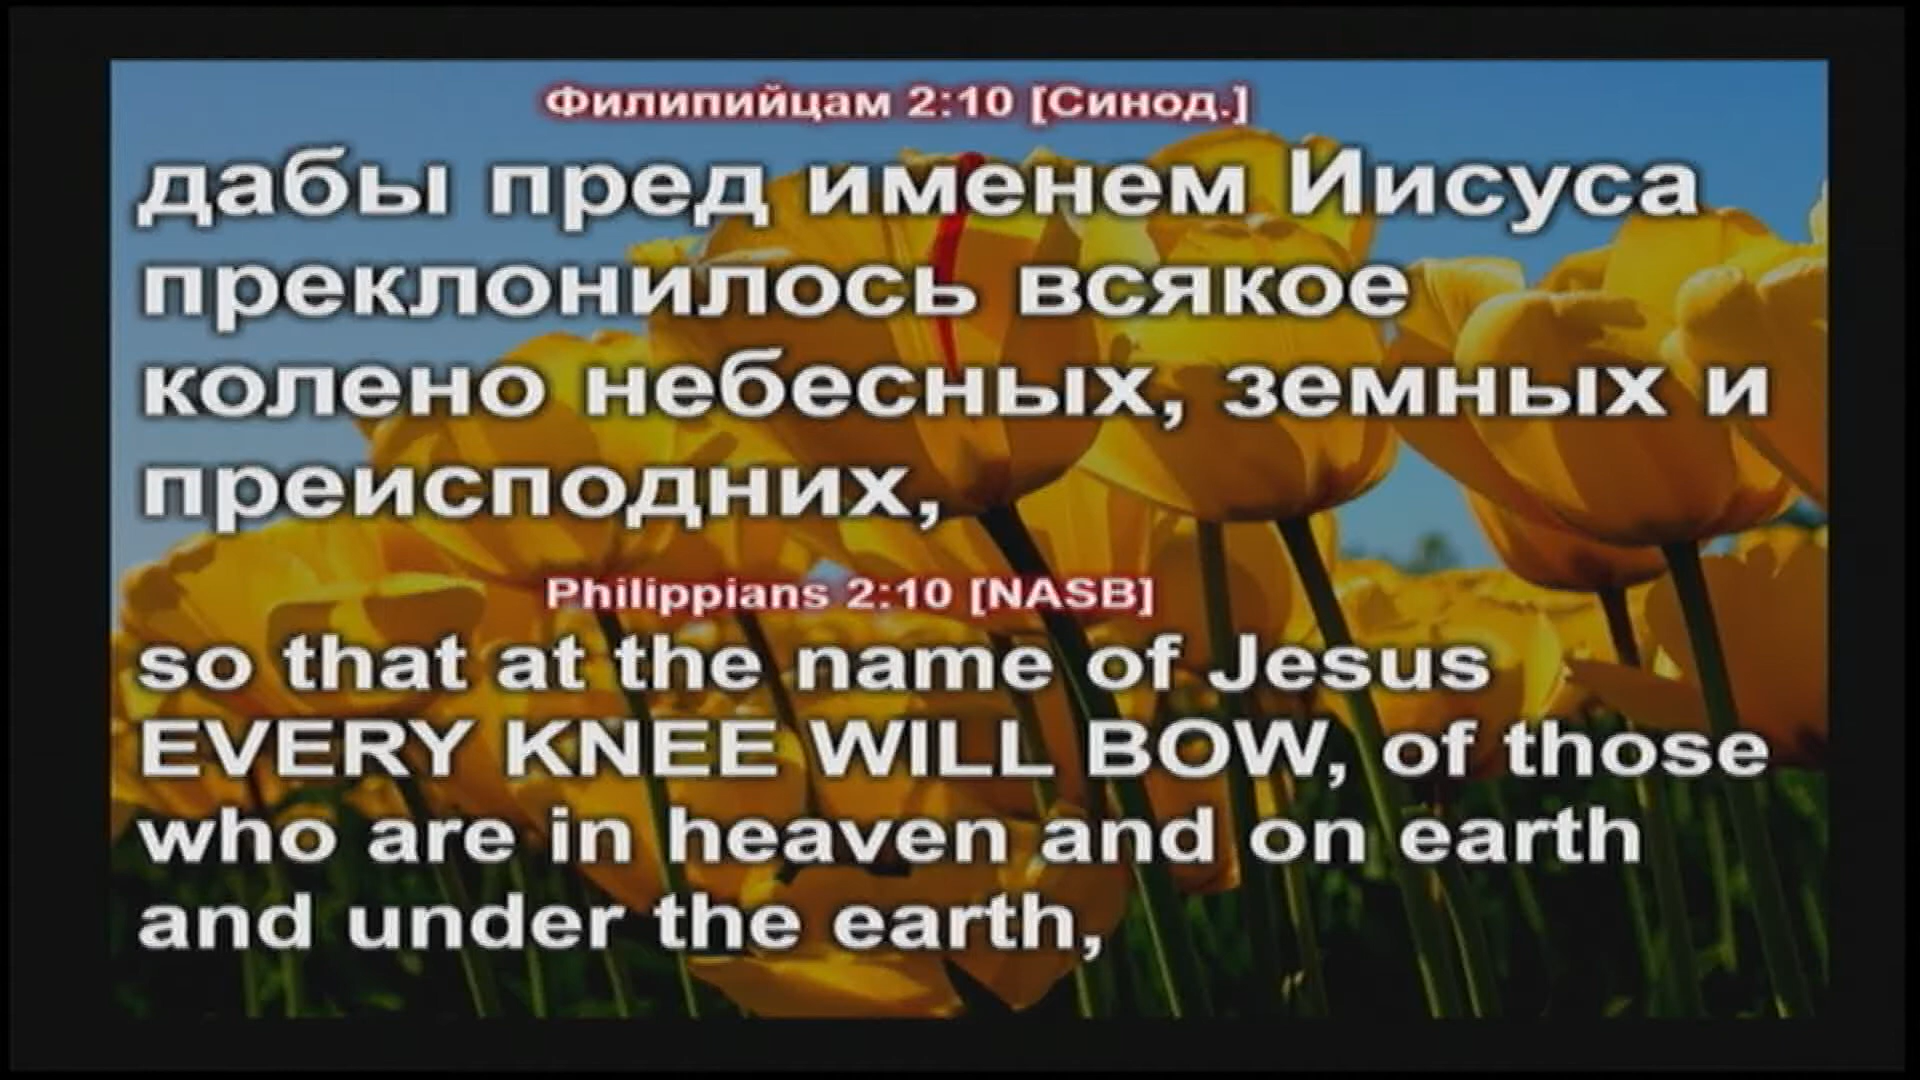 Филипийцам 2:10 [Синод.]
дабы пред именем Иисуса
преклонилось всякое
колено небесных, земных и
преисподних,
Philippians 2:10 [NASB]
so that at the name of Jesus
EVERY KNEE WILL BOW, of those
who are in heaven and on earth
and under the earth,